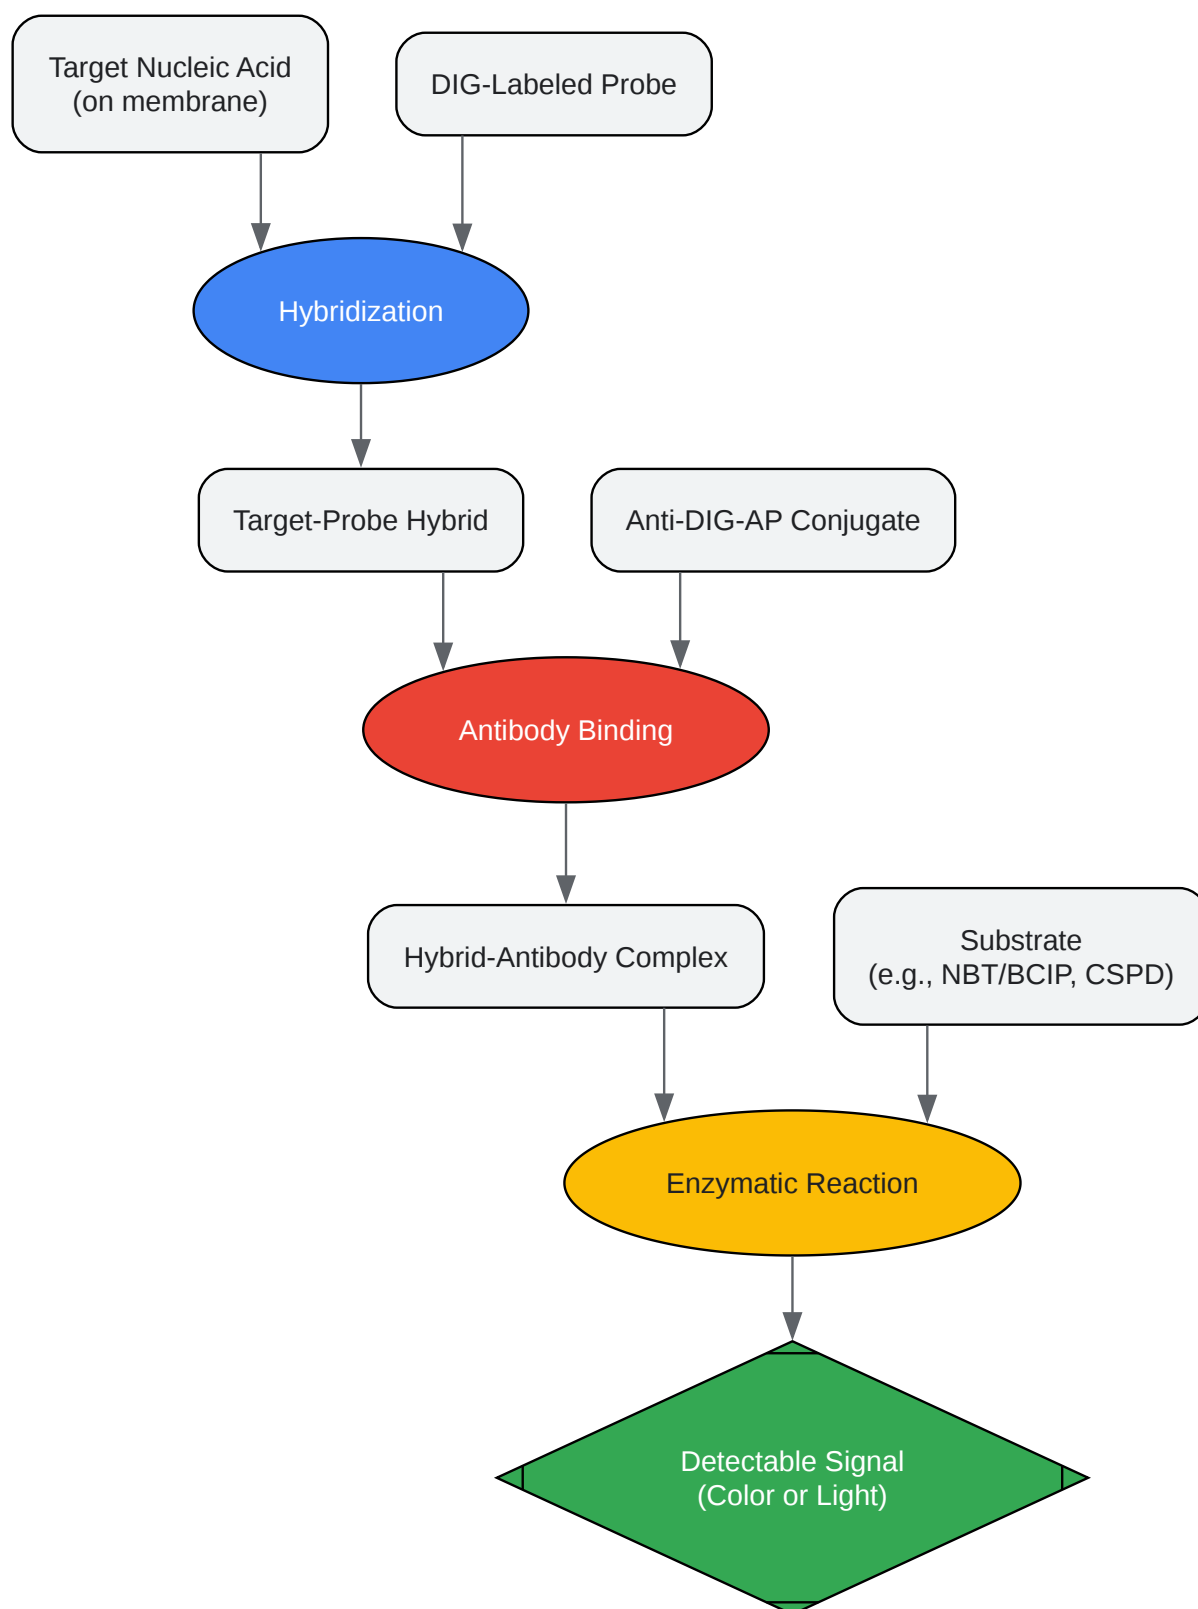 Target Nucleic Acid
(on membrane)
DIG-Labeled Probe
Hybridization
Target-Probe Hybrid
Anti-DIG-AP Conjugate
Antibody Binding
Hybrid-Antibody Complex
Substrate
(e.g., NBT/BCIP, CSPD)
Enzymatic Reaction
Detectable Signal
(Color or Light)